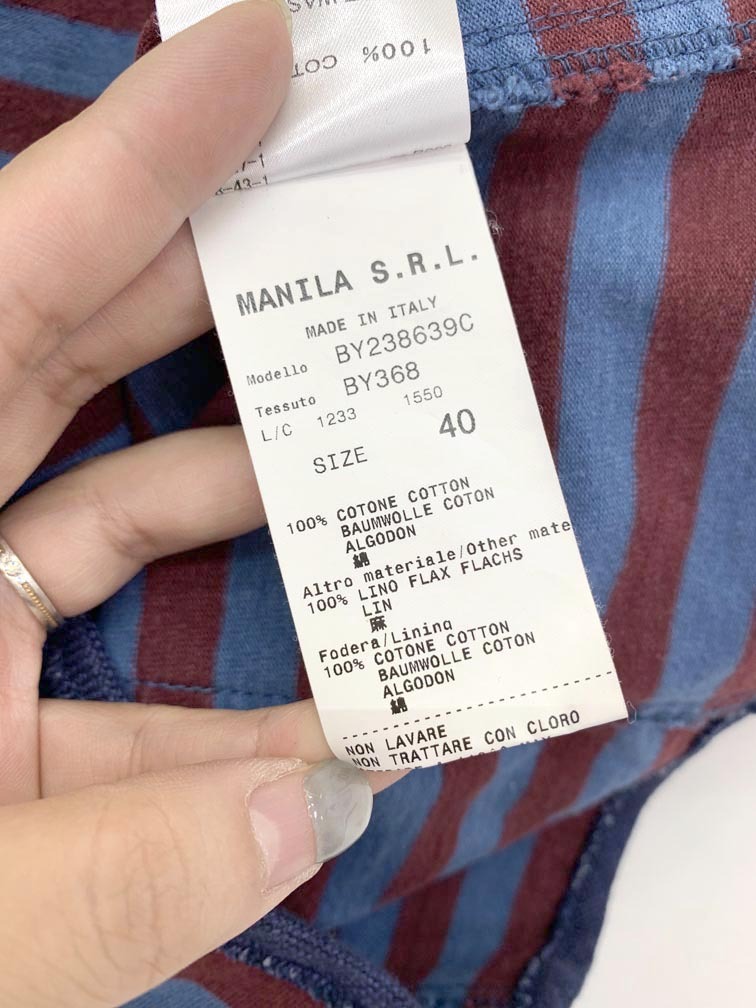 100% COT
MANILA S.R.L.
MADE IN ITALY
Modello BY238639C
Tessuto BY368
L/C 1233 1550
SIZE 40
100% COTONE COTTON
BAUMWOLLE COTON
ALGODON
綿
Altro materiale/Other mate
100% LINO FLAX FLACHS
LIN
麻
Fodera/Lining
100% COTONE COTTON
BAUMWOLLE COTON
ALGODON
綿
NON LAVARE
NON TRATTARE CON CLORO